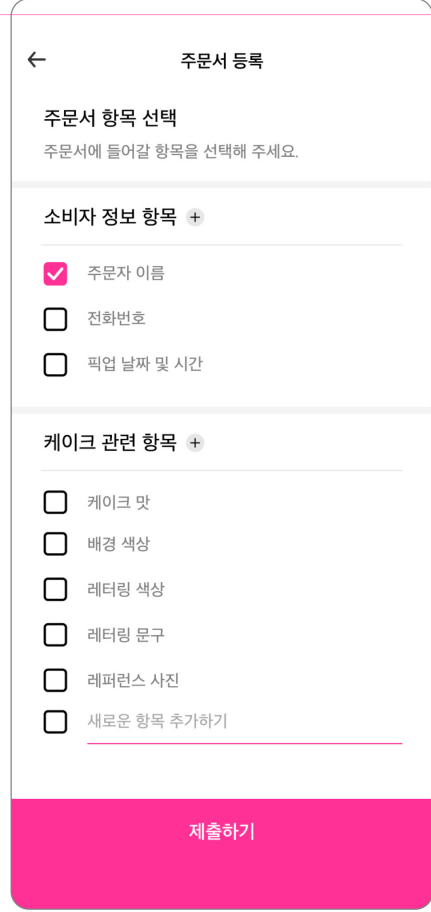 주문서 등록
주문서 항목 선택
주문서에 들어갈 항목을 선택해 주세요.
소비자 정보 항목 +
주문자 이름
전화번호
픽업 날짜 및 시간
케이크 관련 항목 +
케이크 맛
배경 색상
레터링 색상
레터링 문구
레퍼런스 사진
새로운 항목 추가하기
제출하기